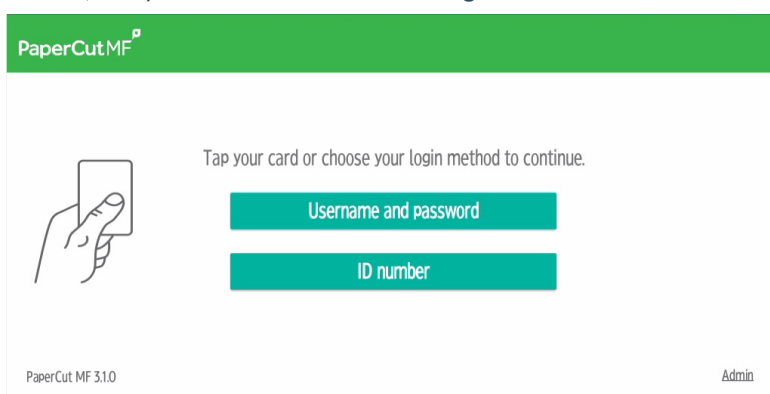 PaperCut MF
Tap your card or choose your login method to continue.
Username and password
ID number
PaperCut MF 3.1.0
Admin